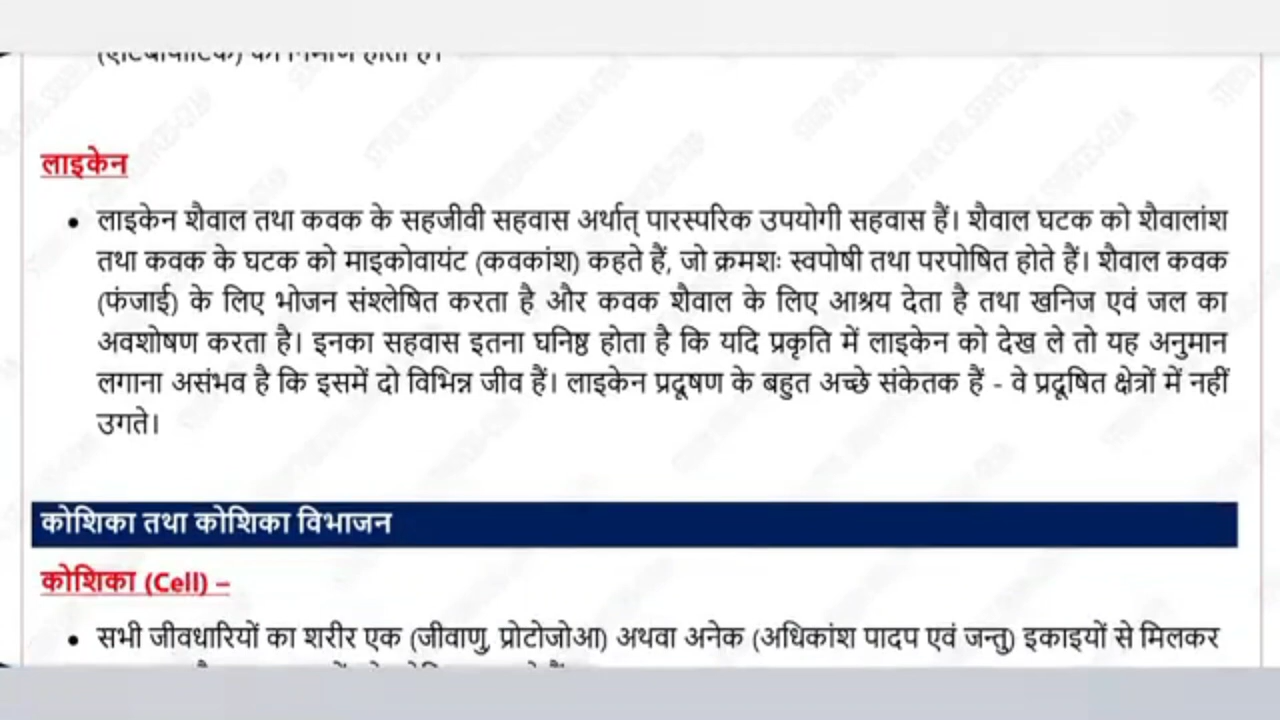 (एंटिबायोटिक) का निर्माण होता है।
लाइकेन
• लाइकेन शैवाल तथा कवक के सहजीवी सहवास अर्थात् पारस्परिक उपयोगी सहवास हैं। शैवाल घटक को शैवालांश
तथा कवक के घटक को माइकोवायंट (कवकांश) कहते हैं, जो क्रमशः स्वपोषी तथा परपोषित होते हैं। शैवाल कवक
(फंजाई) के लिए भोजन संश्लेषित करता है और कवक शैवाल के लिए आश्रय देता है तथा खनिज एवं जल का
अवशोषण करता है। इनका सहवास इतना घनिष्ठ होता है कि यदि प्रकृति में लाइकेन को देख ले तो यह अनुमान
लगाना असंभव है कि इसमें दो विभिन्न जीव हैं। लाइकेन प्रदूषण के बहुत अच्छे संकेतक हैं - वे प्रदूषित क्षेत्रों में नहीं
उगते।
कोशिका तथा कोशिका विभाजन
कोशिका (Cell) –
• सभी जीवधारियों का शरीर एक (जीवाणु, प्रोटोजोआ) अथवा अनेक (अधिकांश पादप एवं जन्तु) इकाइयों से मिलकर